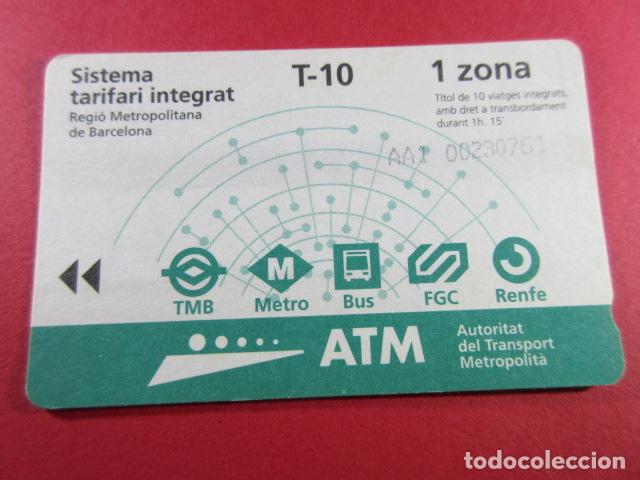 Sistema
tarifari integrat
Regió Metropolitana
de Barcelona
T-10
1 zona
Títol de 10 viatges integrats,
amb dret a transbordament
durant 1h. 15'
AA1 00230761
TMB
Metro
M
Bus
FGC
Renfe
ATM
Autoritat
del Transport
Metropolità
todocoleccion